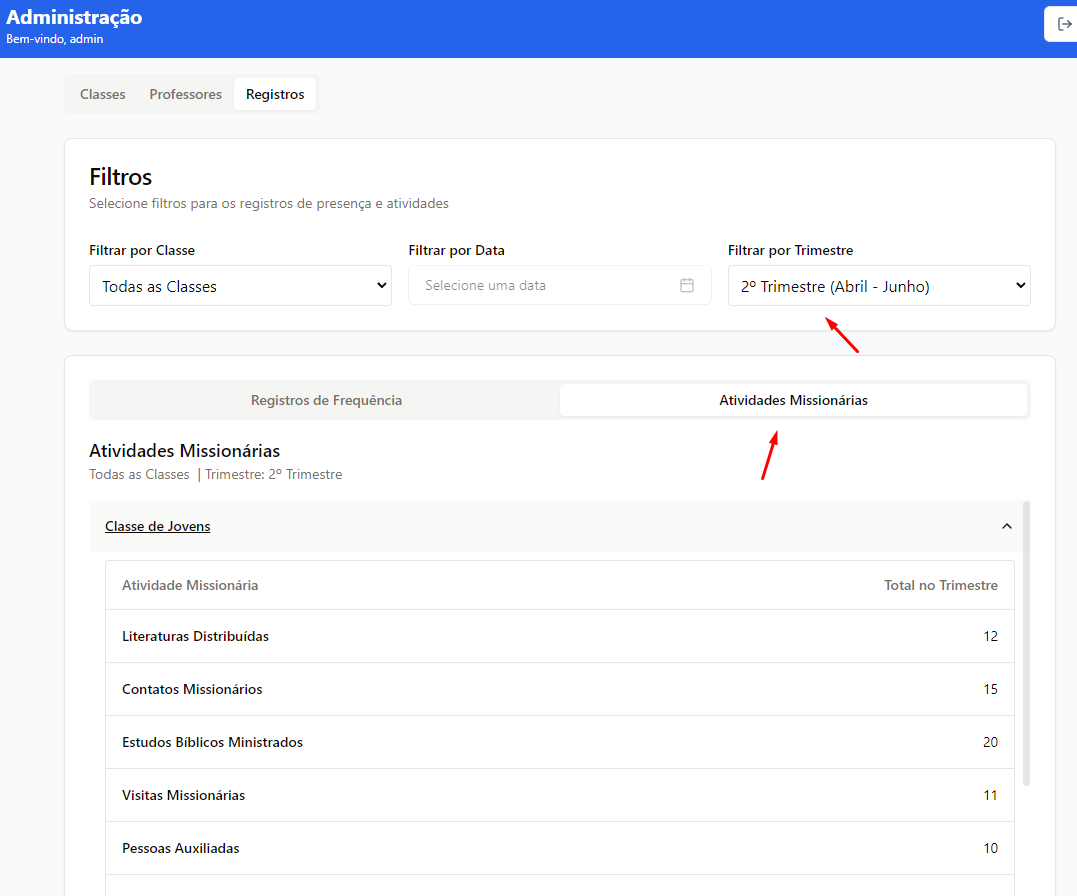 Administração
Bem-vindo, admin
Classes Professores Registros
Filtros
Selecione filtros para os registros de presença e atividades
Filtrar por Classe Filtrar por Data Filtrar por Trimestre
Todas as Classes Selecione uma data 2º Trimestre (Abril - Junho)
Registros de Frequência Atividades Missionárias
Atividades Missionárias
Todas as Classes | Trimestre: 2º Trimestre
Classe de Jovens
Atividade Missionária Total no Trimestre
Literaturas Distribuídas 12
Contatos Missionários 15
Estudos Bíblicos Ministrados 20
Visitas Missionárias 11
Pessoas Auxiliadas 10